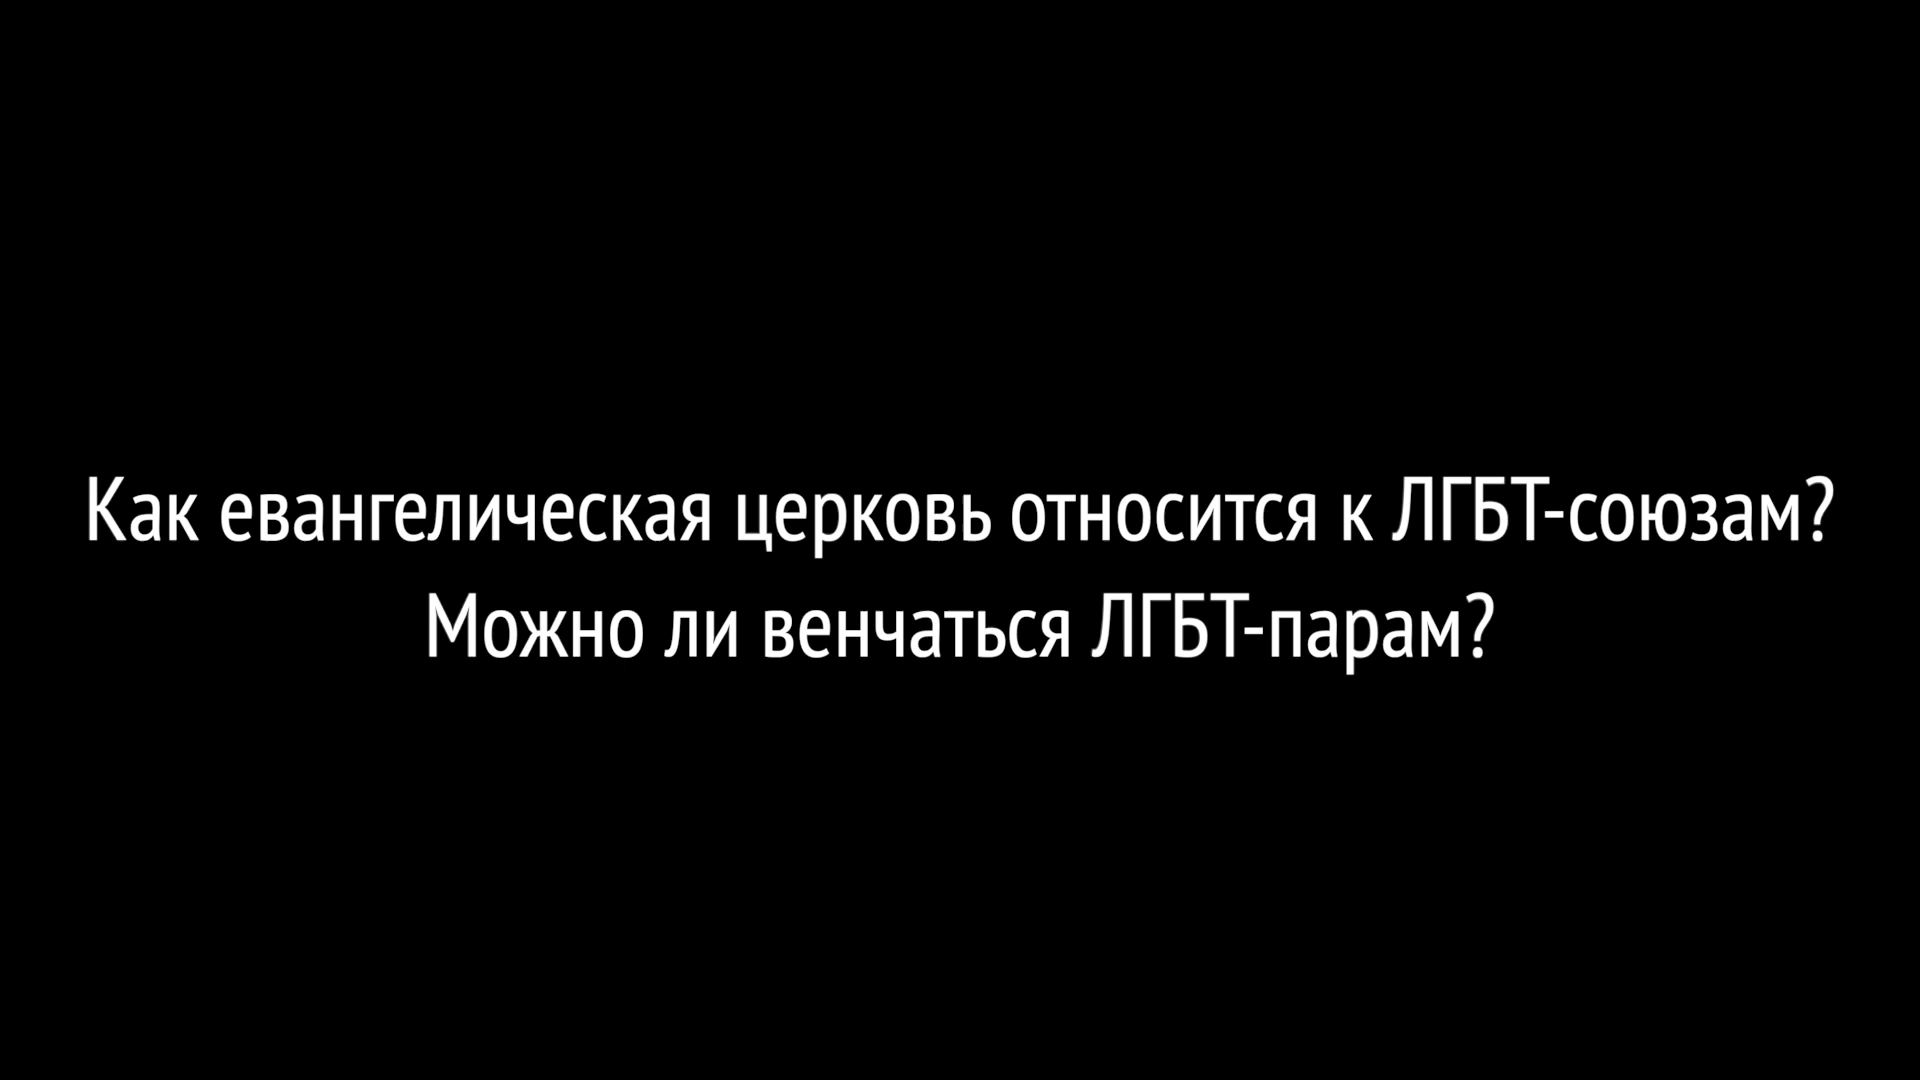 Как евангелическая церковь относится к ЛГБТ-союзам?
Можно ли венчаться ЛГБТ-парам?